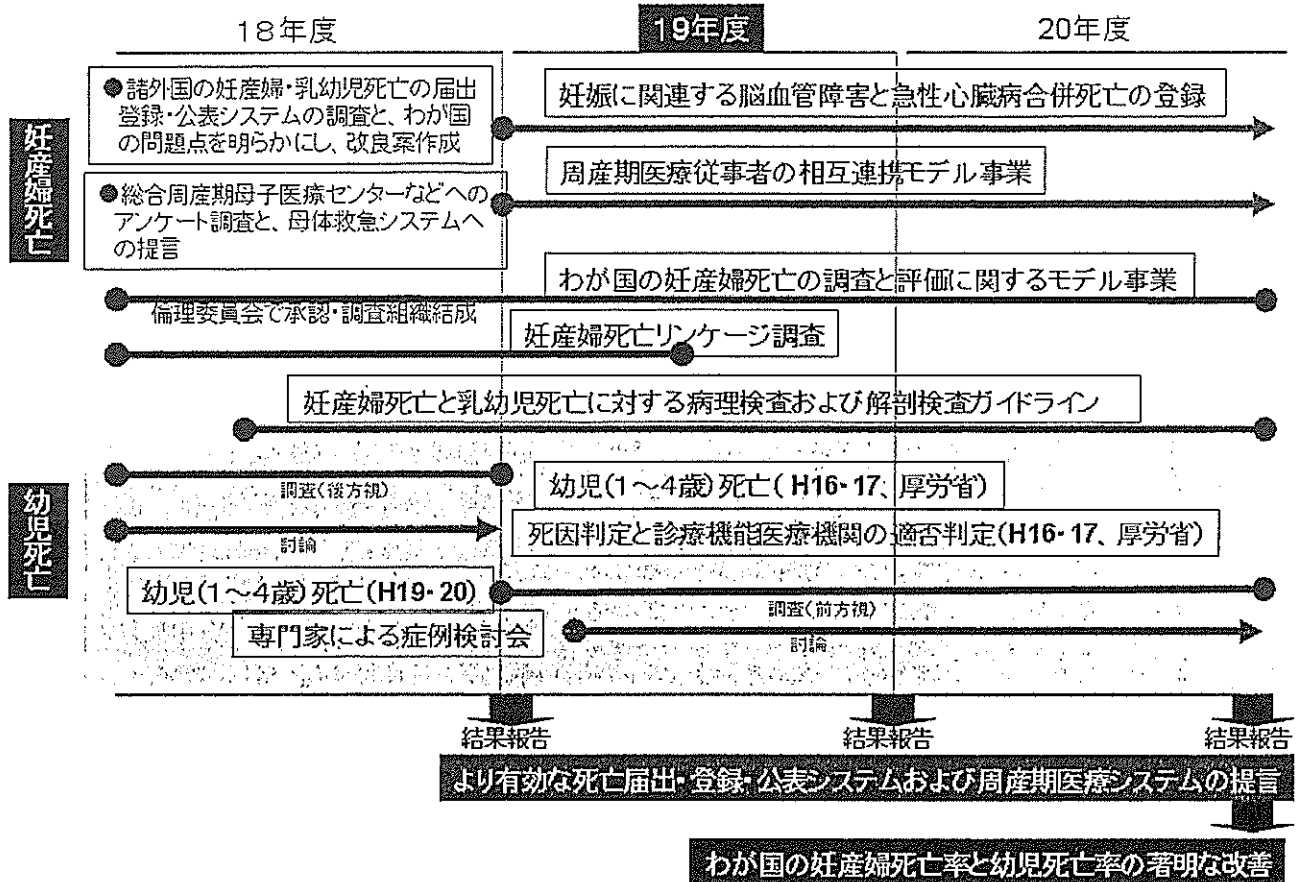 18年度
19年度
20年度
妊産婦死亡
●諸外国の妊産婦・乳幼児死亡の届出
登録・公表システムの調査と、わが国
の問題点を明らかにし、改良案作成
妊娠に関連する脳血管障害と急性心臓病合併死亡の登録
●総合周産期母子医療センターなどへの
アンケート調査と、母体救急システムへ
の提言
周産期医療従事者の相互連携モデル事業
わが国の妊産婦死亡の調査と評価に関するモデル事業
倫理委員会で承認・調査組織結成
妊産婦死亡リンケージ調査
妊産婦死亡と乳幼児死亡に対する病理検査および解剖検査ガイドライン
幼児死亡
調査(後方視)
幼児(1～4歳)死亡(H16・17、厚労省)
討論
死因判定と診療機能医療機関の適否判定(H16・17、厚労省)
幼児(1～4歳)死亡(H19・20)
調査(前方視)
専門家による症例検討会
討論
結果報告
結果報告
結果報告
より有効な死亡届出・登録・公表システムおよび周産期医療システムの提言
わが国の妊産婦死亡率と幼児死亡率の著明な改善